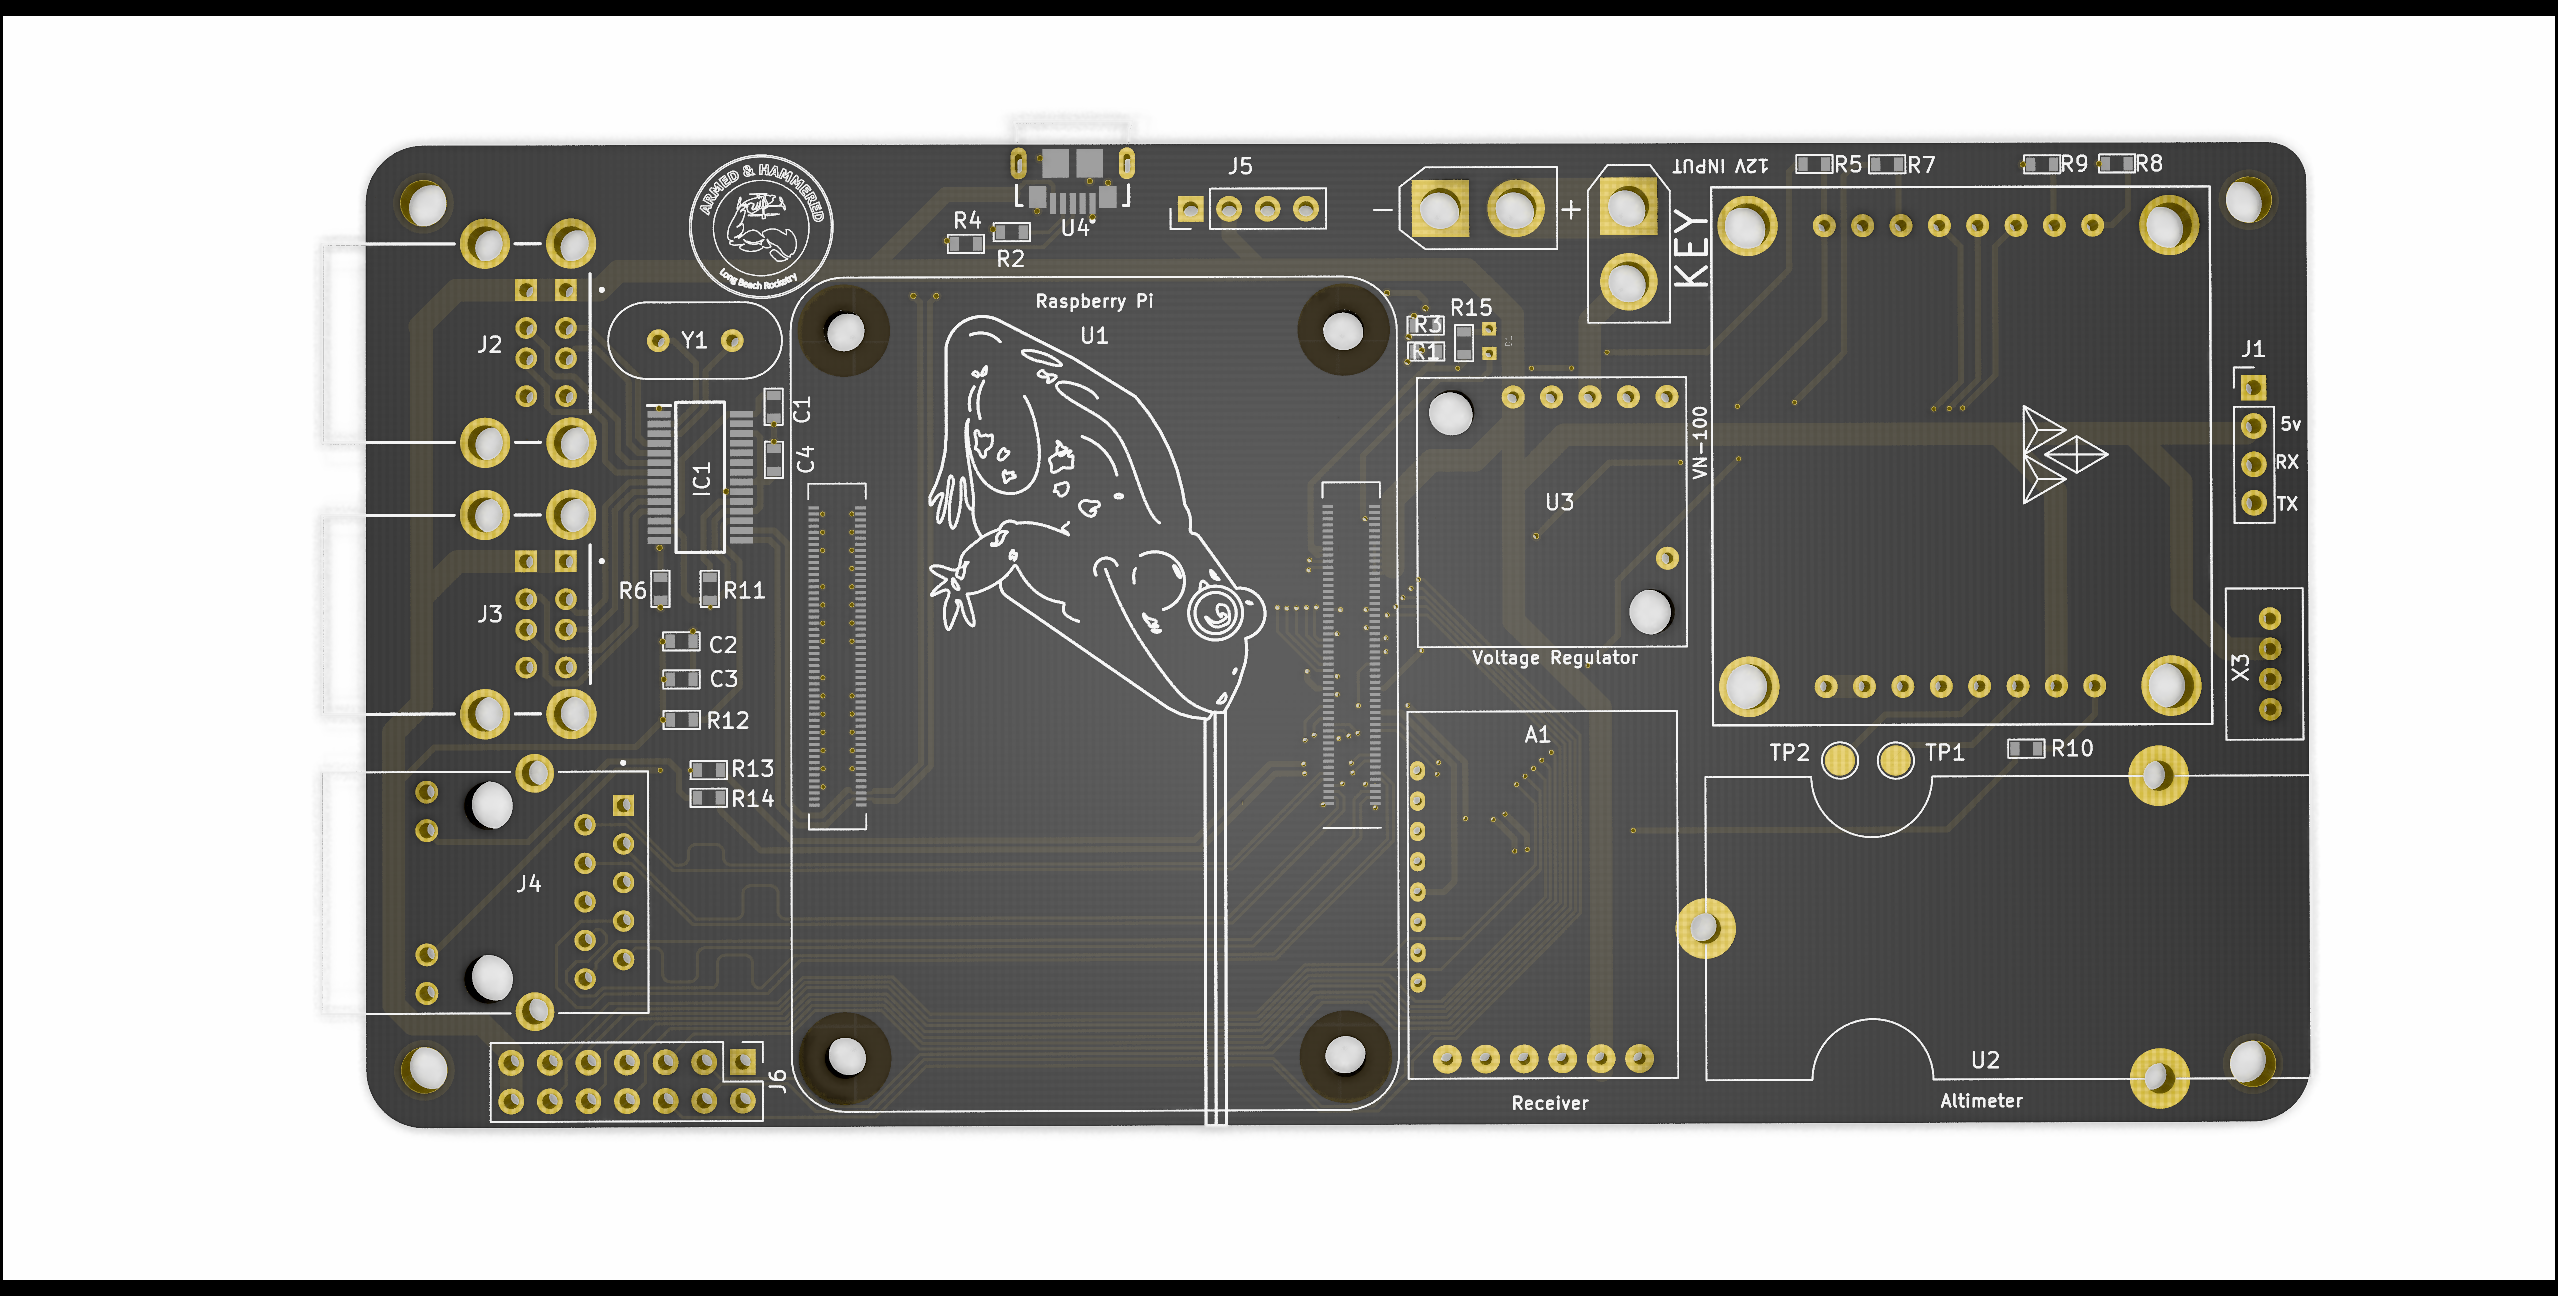 ARMED & HAMMERED
Long Beach Rocketry
U4
R4
R2
J5
-
+
KEY
12V INPUT
R5
R7
R9
R8
Raspberry Pi
U1
R15
R3
R1
J2
Y1
C1
C4
IC1
VN-100
U3
Voltage Regulator
J1
5v
RX
TX
J3
R6
R11
C2
C3
R12
R13
R14
X3
A1
TP2
TP1
R10
J4
J6
U2
Receiver
Altimeter